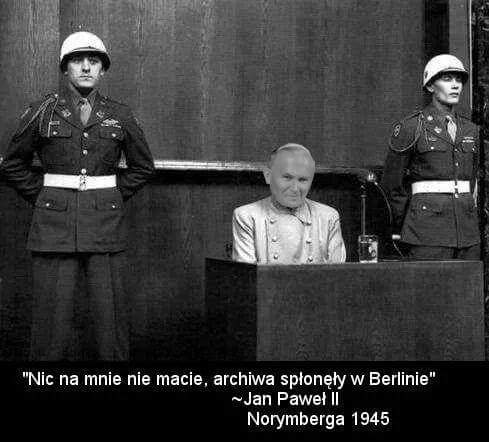 "Nic na mnie nie macie, archiwa spłonęły w Berlinie"
~Jan Paweł II
Norymberga 1945